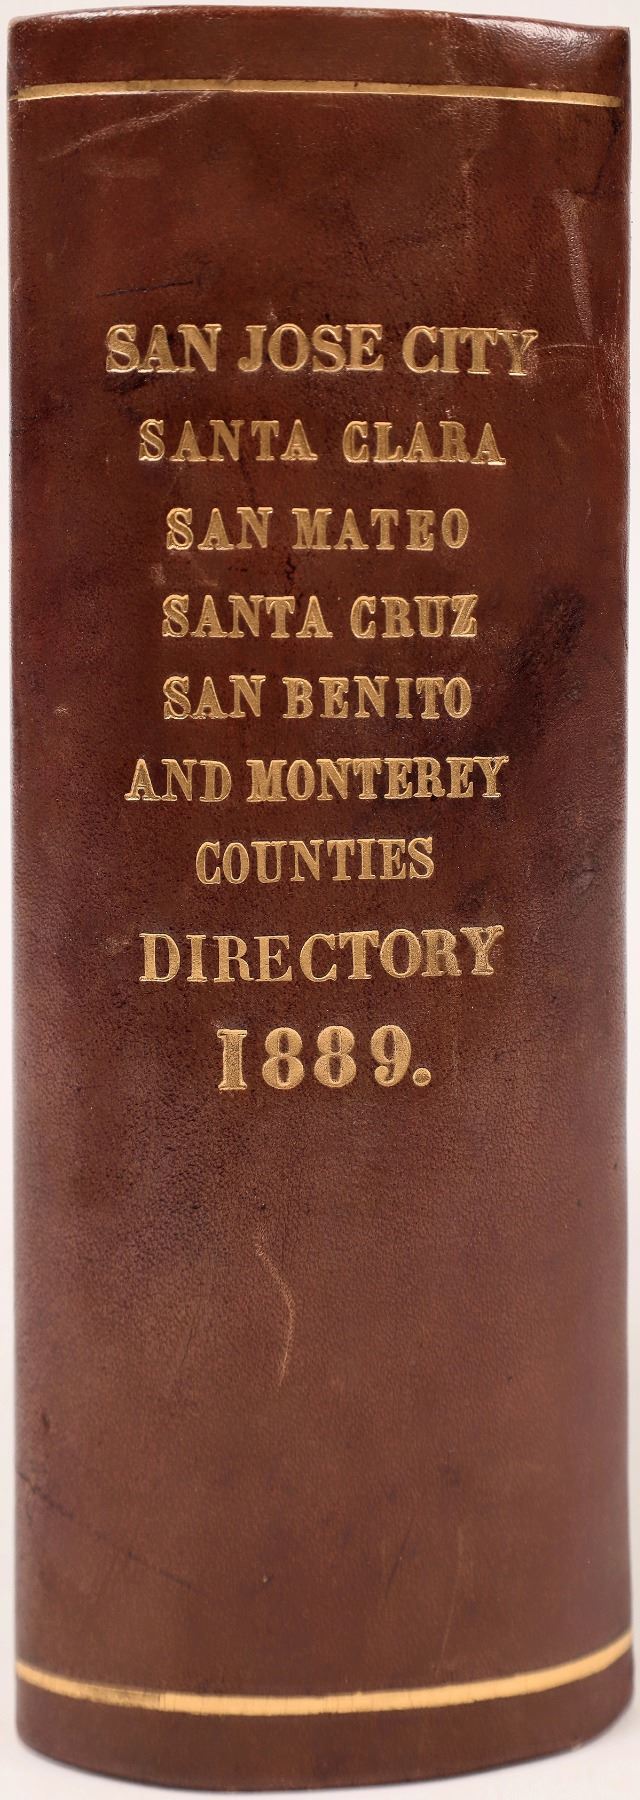 SAN JOSE CITY
SANTA CLARA
SAN MATEO
SANTA CRUZ
SAN BENITO
AND MONTEREY
COUNTIES
DIRECTORY
1889.